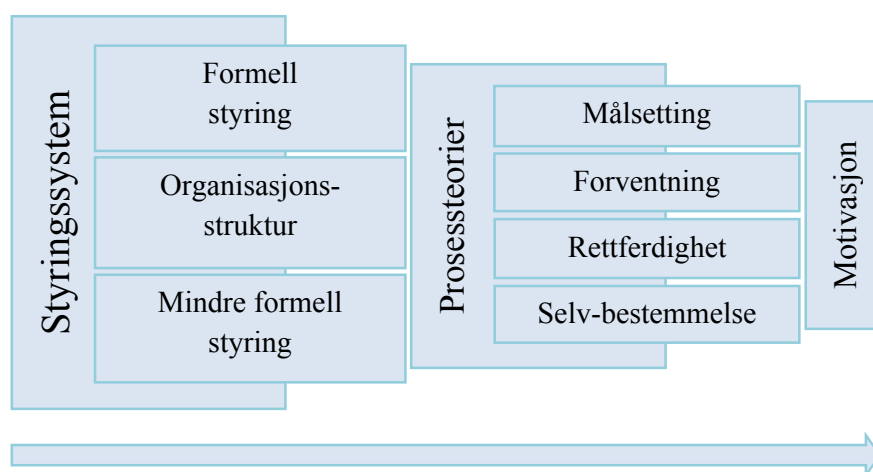 Styringssystem
Formell
styring
Organisasjons-
struktur
Mindre formell
styring
Prosessteorier
Målsetting
Forventning
Rettferdighet
Selv-bestemmelse
Motivasjon